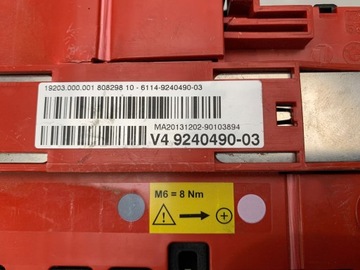 19203.000.001 808298 10 - 6114-9240490-03
MA20131202-90103894
V4 9240490-03
M6 = 8 Nm